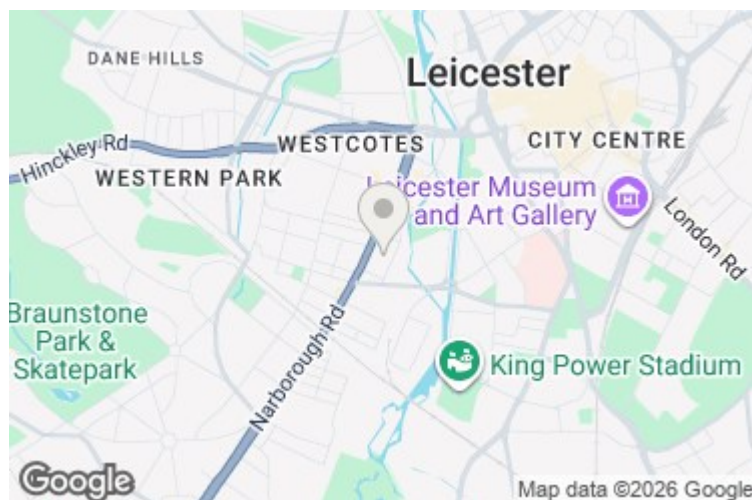 DANE HILLS
Leicester
Hinckley Rd
WESTCOTES
CITY CENTRE
WESTERN PARK
Leicester Museum
and Art Gallery
London Rd
Braunstone
Park &
Skatepark
Narborough Rd
King Power Stadium
Google
Map data ©2026 Google